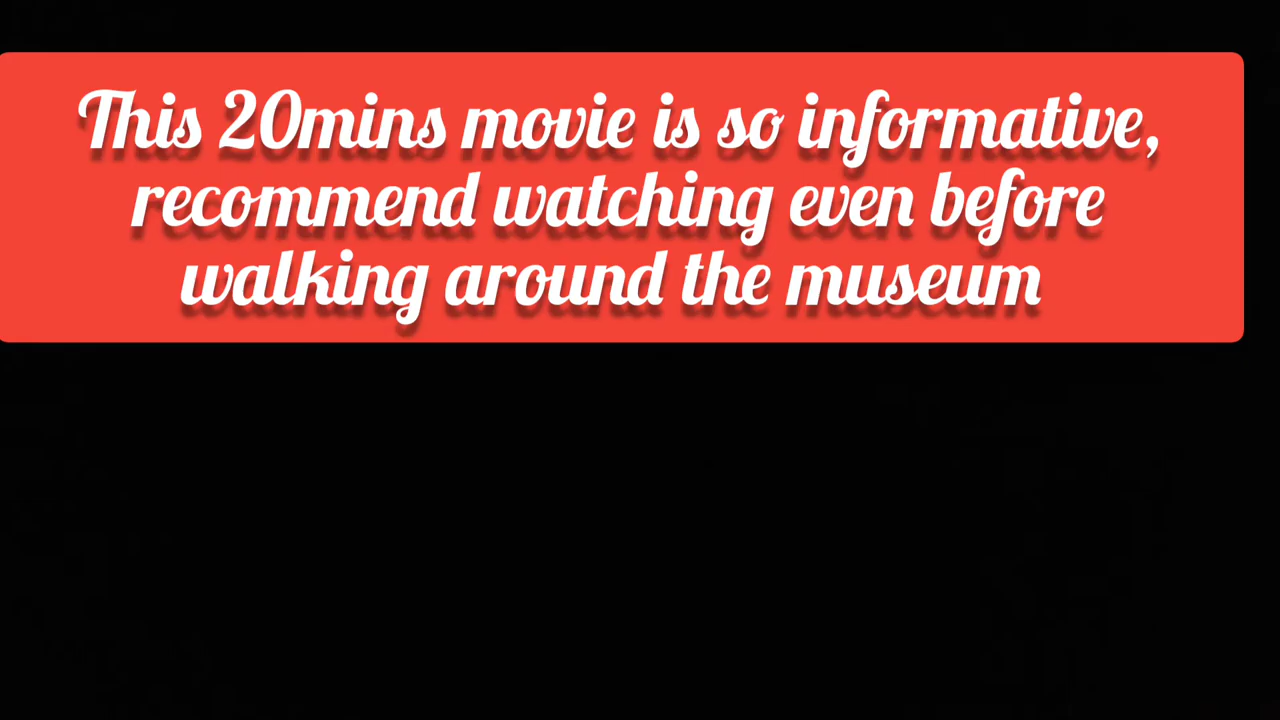 This 20mins movie is so informative,
recommend watching even before
walking around the museum